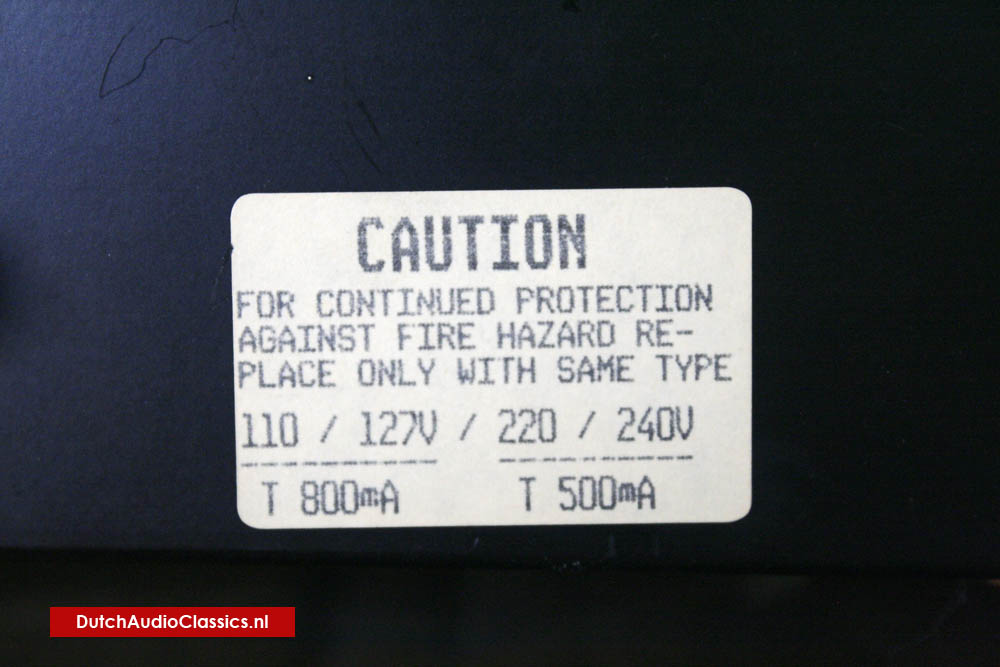 CAUTION
FOR CONTINUED PROTECTION
AGAINST FIRE HAZARD RE-
PLACE ONLY WITH SAME TYPE
110 / 127V / 220 / 240V
T 800mA T 500mA
DutchAudioClassics.nl